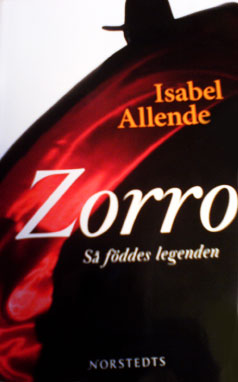 Isabel
Allende
Zorro
Så föddes legenden
NORSTEDTS